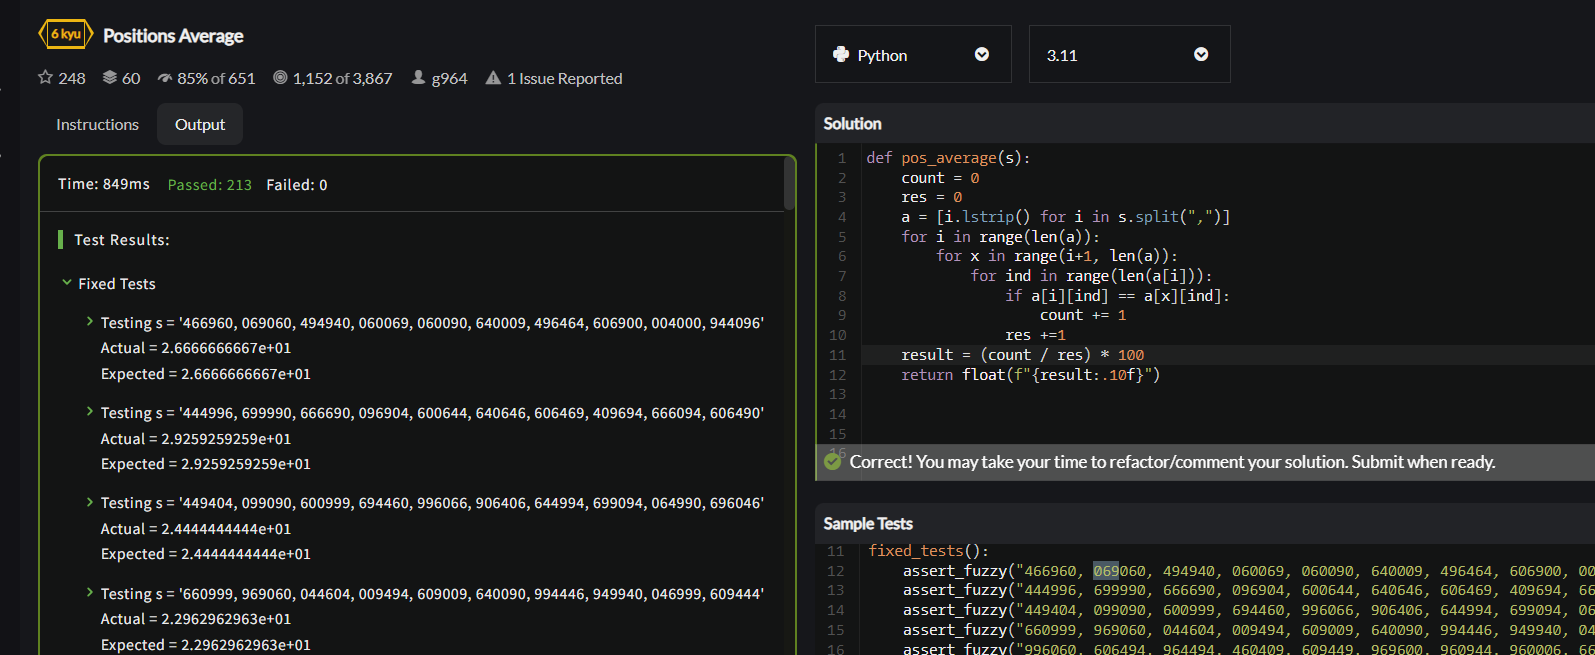 6 kyu Positions Average
248 60 85% of 651 1,152 of 3,867 g964 1 Issue Reported
Instructions Output
Time: 849ms Passed: 213 Failed: 0
Test Results:
Fixed Tests
Testing s = '466960, 069060, 494940, 060069, 060090, 640009, 496464, 606900, 004000, 944096'
Actual = 2.6666666667e+01
Expected = 2.6666666667e+01
Testing s = '444996, 699990, 666690, 096904, 600644, 640646, 606469, 409694, 666094, 606490'
Actual = 2.9259259259e+01
Expected = 2.9259259259e+01
Testing s = '449404, 099090, 600999, 694460, 996066, 906406, 644994, 699094, 064990, 696046'
Actual = 2.4444444444e+01
Expected = 2.4444444444e+01
Testing s = '660999, 969060, 044604, 009494, 609009, 640090, 994446, 949940, 046999, 609444'
Actual = 2.2962962963e+01
Expected = 2.2962962963e+01
Python 3.11
Solution
1 def pos_average(s):
2 count = 0
3 res = 0
4 a = [i.lstrip() for i in s.split(",")]
5 for i in range(len(a)):
6 for x in range(i+1, len(a)):
7 for ind in range(len(a[i])):
8 if a[i][ind] == a[x][ind]:
9 count += 1
10 res +=1
11 result = (count / res) * 100
12 return float(f"{result:.10f}")
13
14
15
16
Correct! You may take your time to refactor/comment your solution. Submit when ready.
Sample Tests
11 fixed_tests():
12 assert_fuzzy("466960, 069060, 494940, 060069, 060090, 640009, 496464, 606900, 00
13 assert_fuzzy("444996, 699990, 666690, 096904, 600644, 640646, 606469, 409694, 66
14 assert_fuzzy("449404, 099090, 600999, 694460, 996066, 906406, 644994, 699094, 06
15 assert_fuzzy("660999, 969060, 044604, 009494, 609009, 640090, 994446, 949940, 04
16 assert_fuzzy("996060, 606494, 964494, 460409, 609449, 969600, 960944, 960006, 66